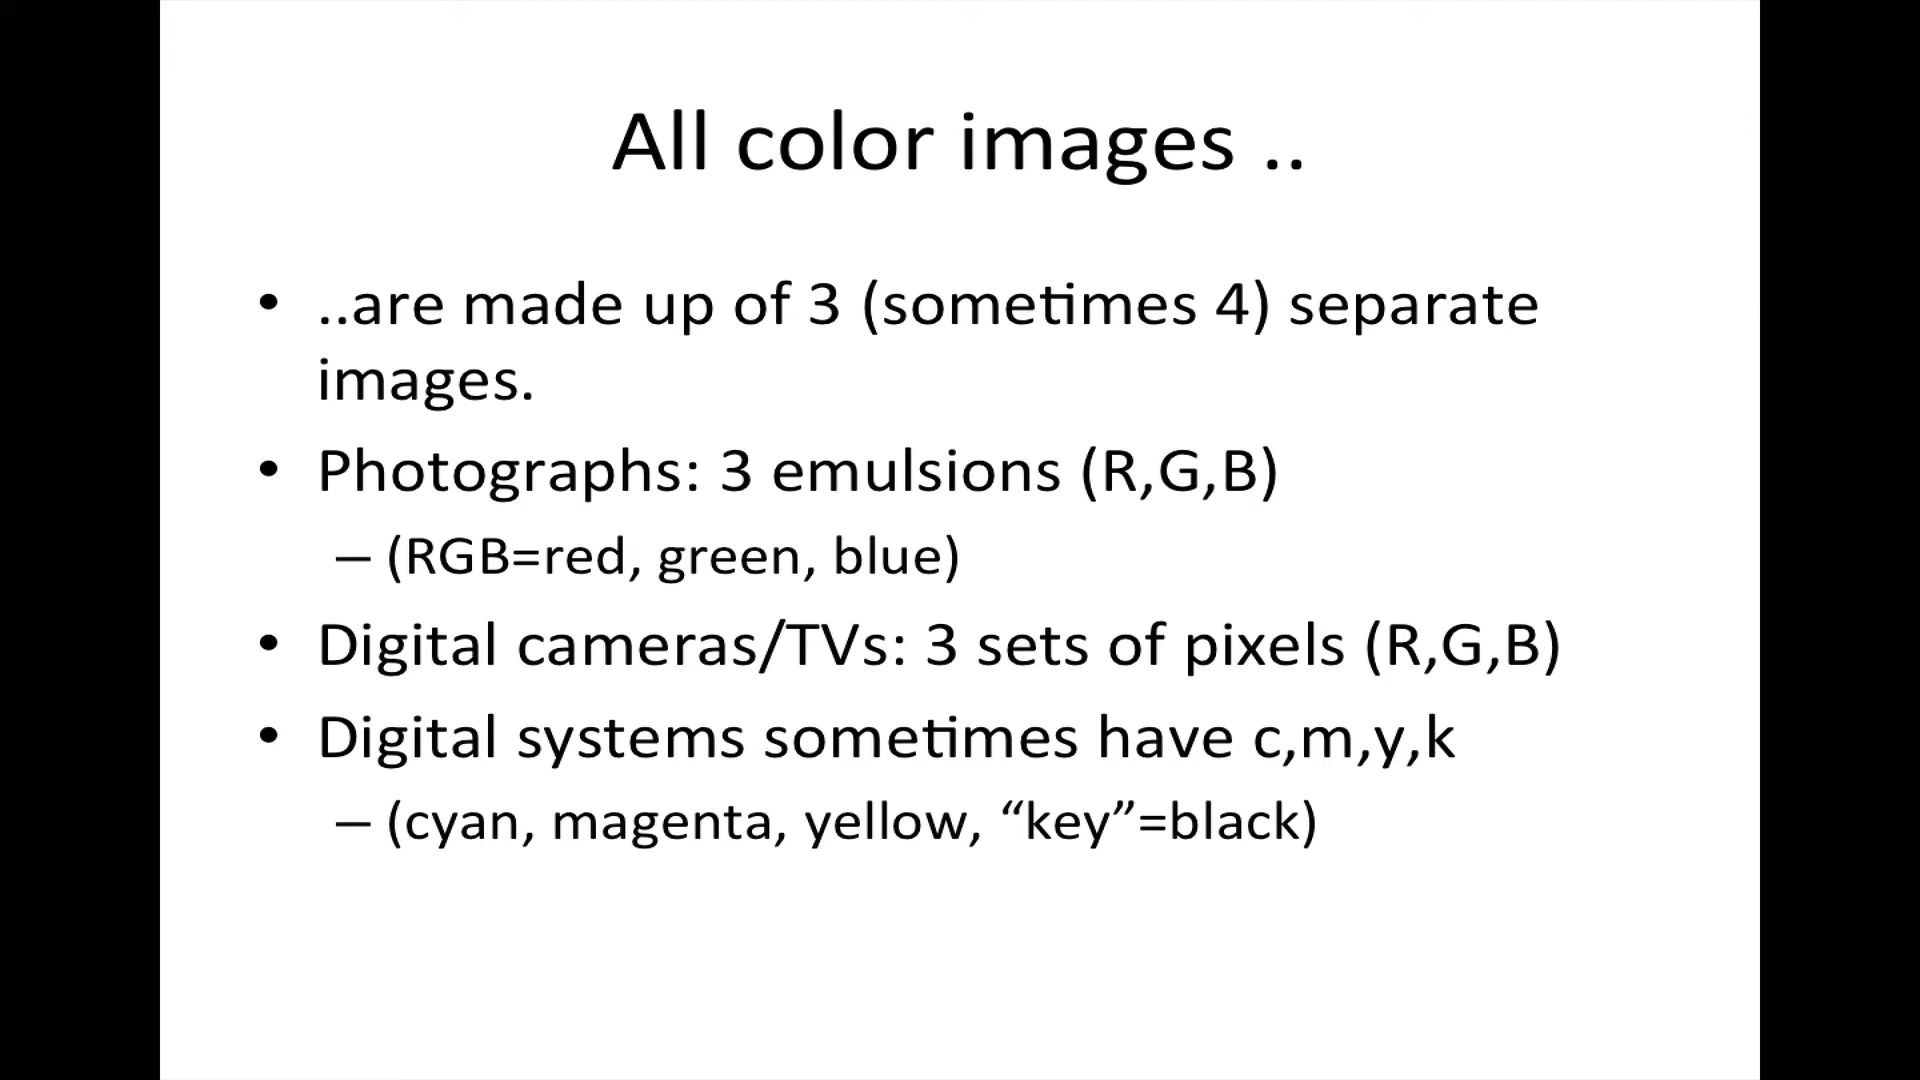 All color images ..
• ..are made up of 3 (sometimes 4) separate
images.
• Photographs: 3 emulsions (R,G,B)
– (RGB=red, green, blue)
• Digital cameras/TVs: 3 sets of pixels (R,G,B)
• Digital systems sometimes have c,m,y,k
– (cyan, magenta, yellow, “key”=black)